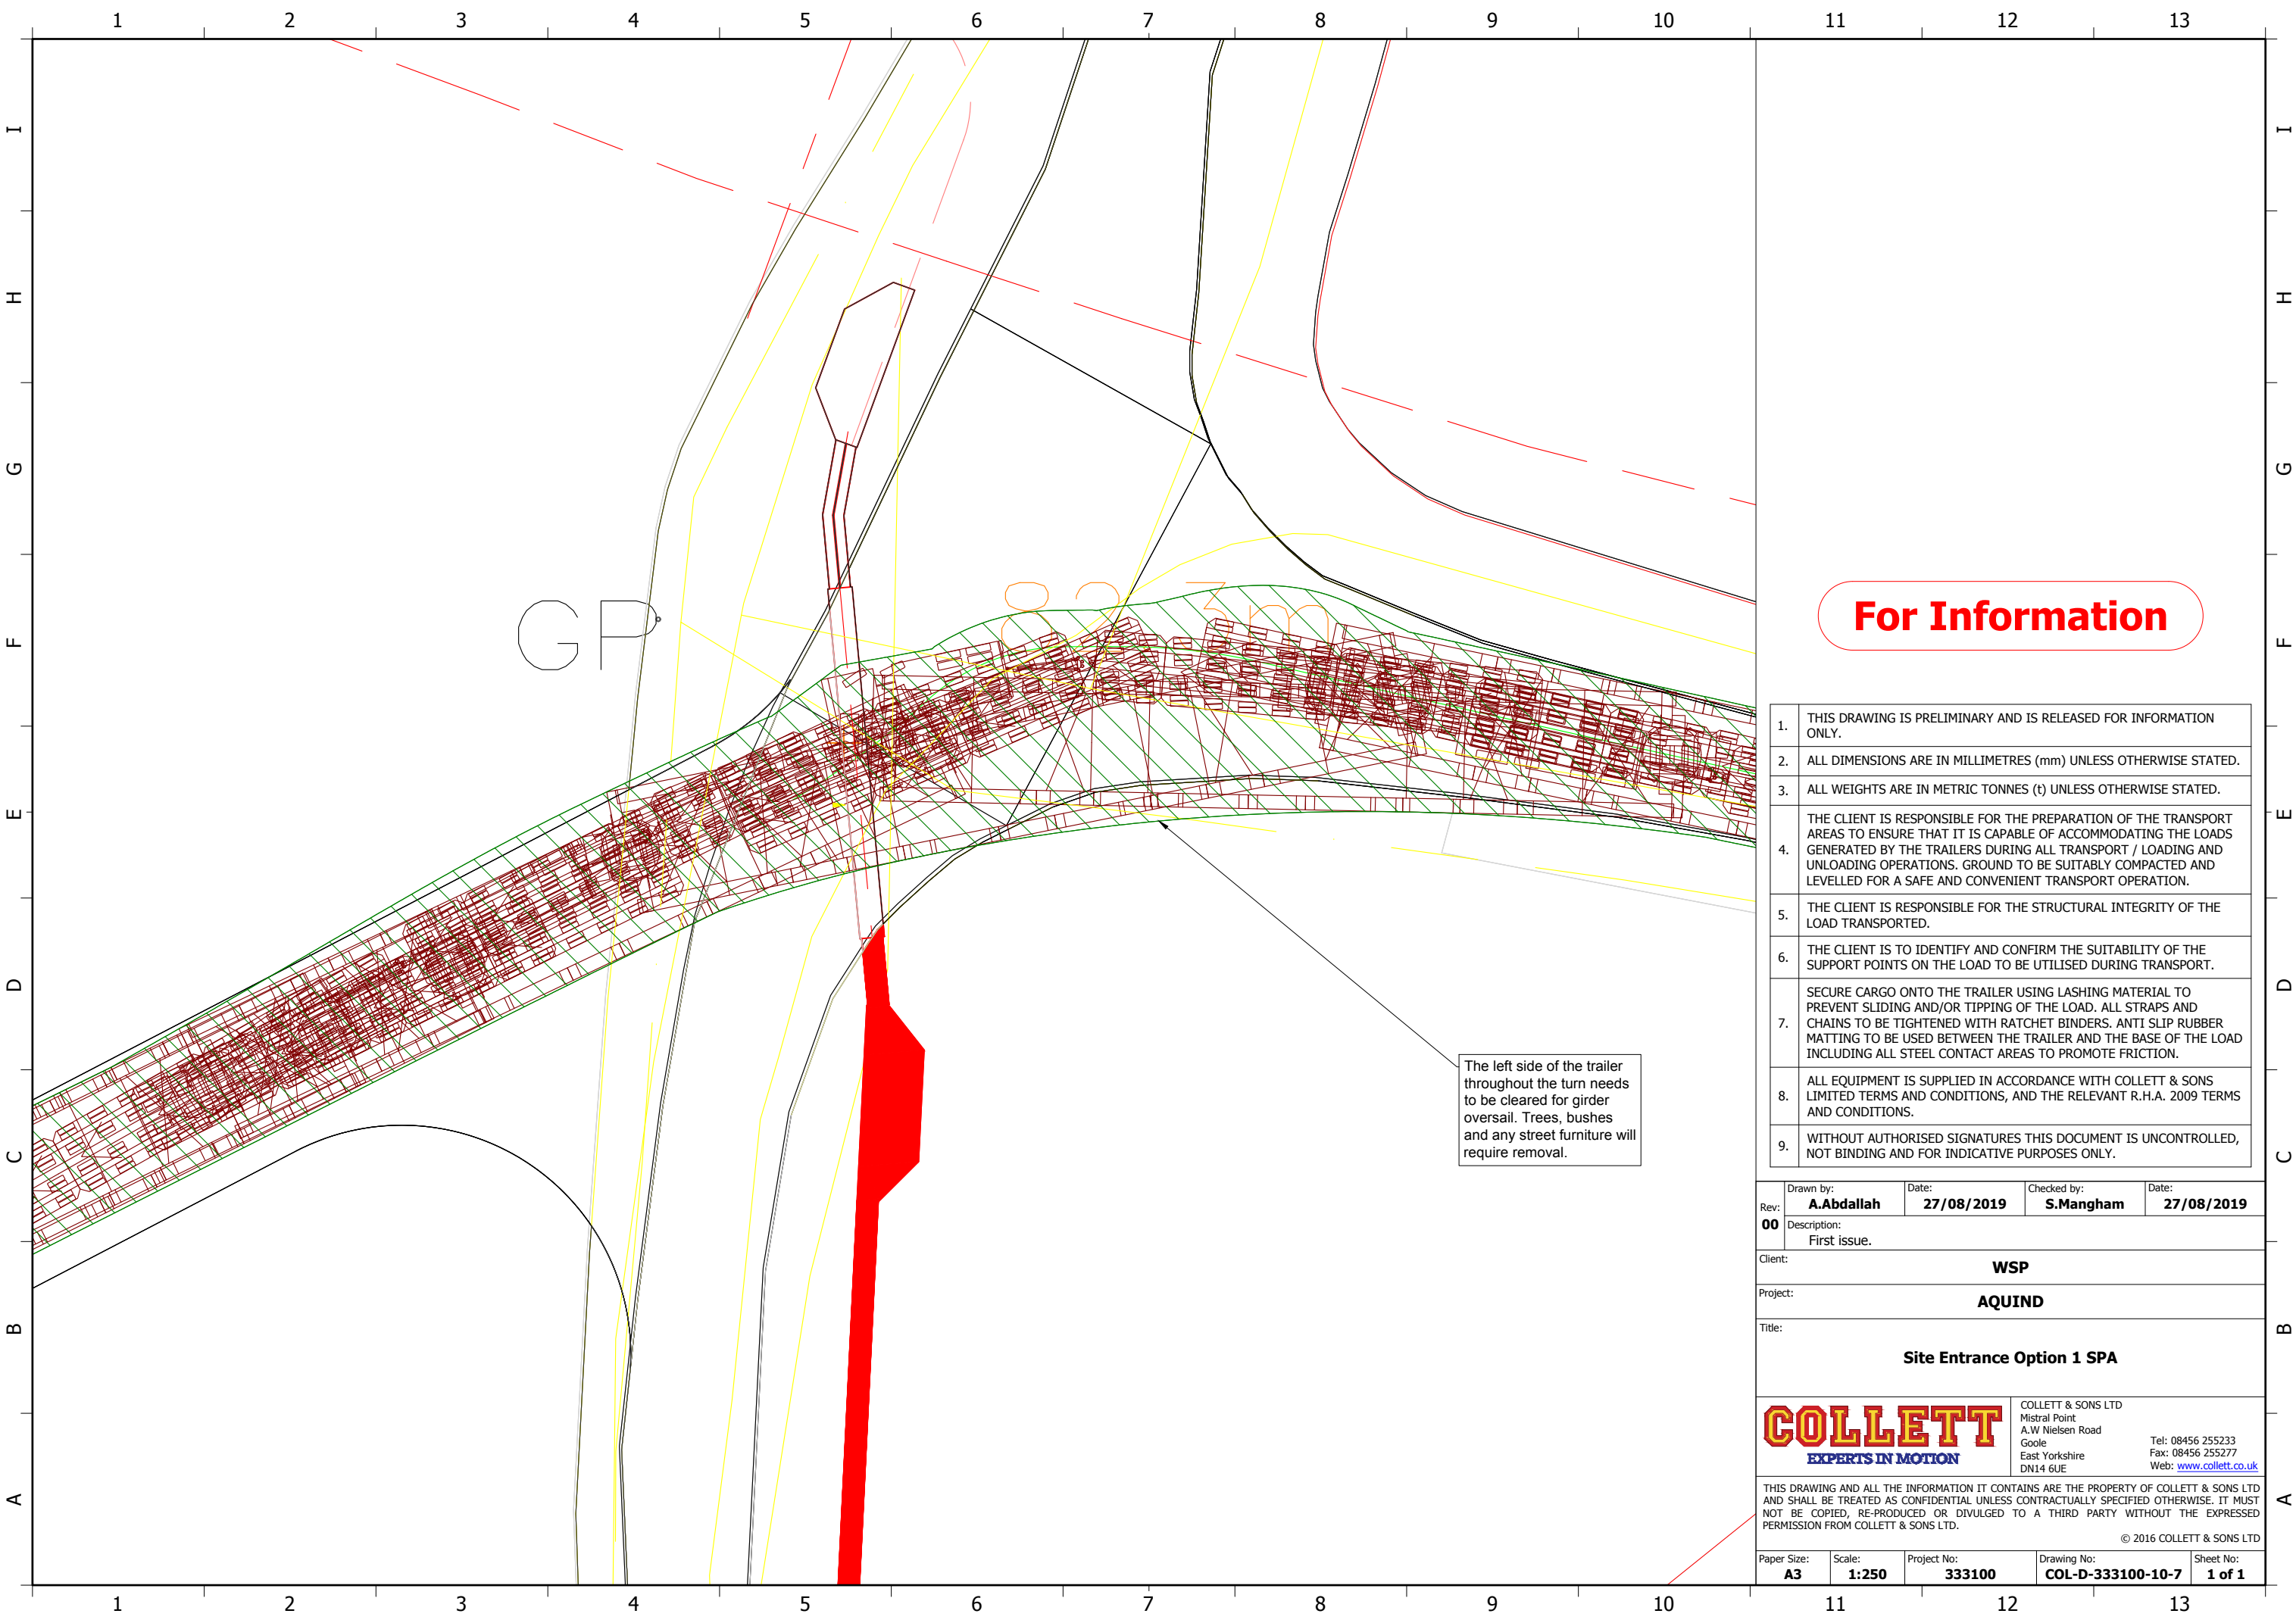 1 2 3 4 5 6 7 8 9 10 11 12 13
I I
H H
G G
F F
E E
D D
C C
B B
A A
GP
The left side of the trailer
throughout the turn needs
to be cleared for girder
oversail. Trees, bushes
and any street furniture will
require removal.
For Information
1. THIS DRAWING IS PRELIMINARY AND IS RELEASED FOR INFORMATION
ONLY.
2. ALL DIMENSIONS ARE IN MILLIMETRES (mm) UNLESS OTHERWISE STATED.
3. ALL WEIGHTS ARE IN METRIC TONNES (t) UNLESS OTHERWISE STATED.
4. THE CLIENT IS RESPONSIBLE FOR THE PREPARATION OF THE TRANSPORT
AREAS TO ENSURE THAT IT IS CAPABLE OF ACCOMMODATING THE LOADS
GENERATED BY THE TRAILERS DURING ALL TRANSPORT / LOADING AND
UNLOADING OPERATIONS. GROUND TO BE SUITABLY COMPACTED AND
LEVELLED FOR A SAFE AND CONVENIENT TRANSPORT OPERATION.
5. THE CLIENT IS RESPONSIBLE FOR THE STRUCTURAL INTEGRITY OF THE
LOAD TRANSPORTED.
6. THE CLIENT IS TO IDENTIFY AND CONFIRM THE SUITABILITY OF THE
SUPPORT POINTS ON THE LOAD TO BE UTILISED DURING TRANSPORT.
7. SECURE CARGO ONTO THE TRAILER USING LASHING MATERIAL TO
PREVENT SLIDING AND/OR TIPPING OF THE LOAD. ALL STRAPS AND
CHAINS TO BE TIGHTENED WITH RATCHET BINDERS. ANTI SLIP RUBBER
MATTING TO BE USED BETWEEN THE TRAILER AND THE BASE OF THE LOAD
INCLUDING ALL STEEL CONTACT AREAS TO PROMOTE FRICTION.
8. ALL EQUIPMENT IS SUPPLIED IN ACCORDANCE WITH COLLETT & SONS
LIMITED TERMS AND CONDITIONS, AND THE RELEVANT R.H.A. 2009 TERMS
AND CONDITIONS.
9. WITHOUT AUTHORISED SIGNATURES THIS DOCUMENT IS UNCONTROLLED,
NOT BINDING AND FOR INDICATIVE PURPOSES ONLY.
Rev: Drawn by: Date: Checked by: Date:
A.Abdallah 27/08/2019 S.Mangham 27/08/2019
00 Description:
First issue.
Client:
WSP
Project:
AQUIND
Title:
Site Entrance Option 1 SPA
COLLETT
EXPERTS IN MOTION
COLLETT & SONS LTD
Mistral Point
A.W Nielsen Road
Goole
East Yorkshire
DN14 6UE
Tel: 08456 255233
Fax: 08456 255277
Web: www.collett.co.uk
THIS DRAWING AND ALL THE INFORMATION IT CONTAINS ARE THE PROPERTY OF COLLETT & SONS LTD
AND SHALL BE TREATED AS CONFIDENTIAL UNLESS CONTRACTUALLY SPECIFIED OTHERWISE. IT MUST
NOT BE COPIED, RE-PRODUCED OR DIVULGED TO A THIRD PARTY WITHOUT THE EXPRESSED
PERMISSION FROM COLLETT & SONS LTD.
© 2016 COLLETT & SONS LTD
Paper Size: Scale: Project No: Drawing No: Sheet No:
A3 1:250 333100 COL-D-333100-10-7 1 of 1
1 2 3 4 5 6 7 8 9 10 11 12 13